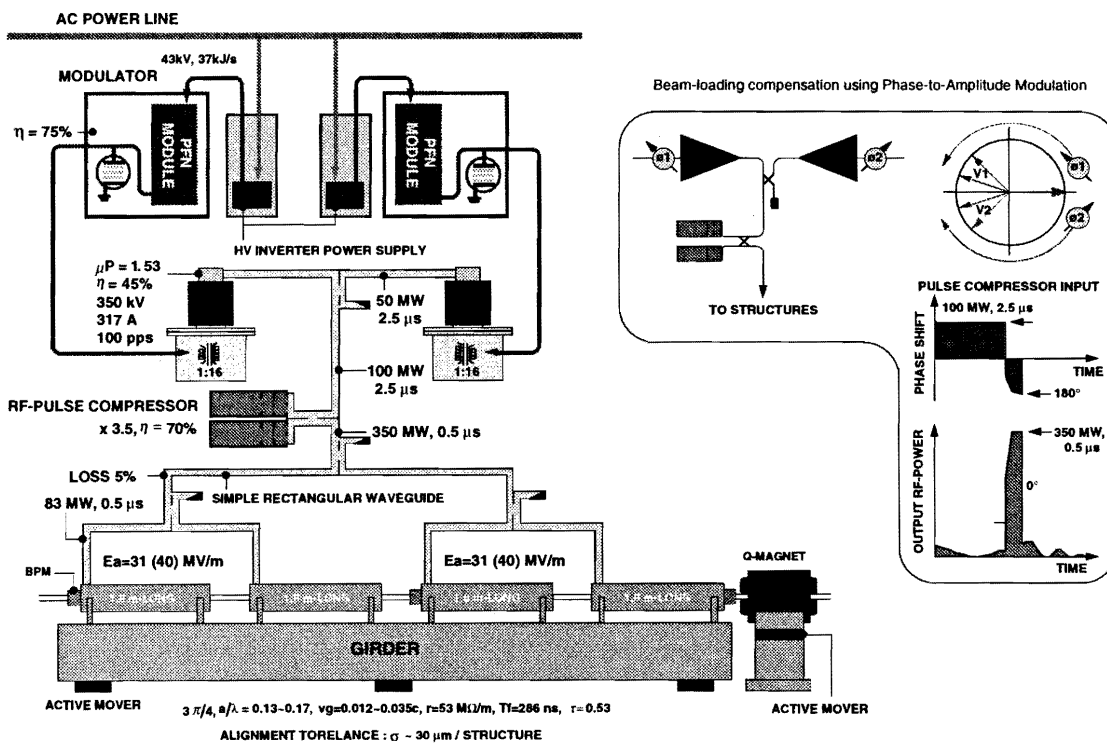 AC POWER LINE
43kV, 37kJ/s
MODULATOR
η = 75%
PFN
MODULE
PFN
MODULE
HV INVERTER POWER SUPPLY
μP = 1.53
η = 45%
350 kV
317 A
100 pps
1:16
50 MW
2.5 μs
1:16
100 MW
2.5 μs
RF-PULSE COMPRESSOR
x 3.5, η = 70%
350 MW, 0.5 μs
LOSS 5%
SIMPLE RECTANGULAR WAVEGUIDE
83 MW, 0.5 μs
Ea=31 (40) MV/m
Ea=31 (40) MV/m
BPM
Q-MAGNET
GIRDER
ACTIVE MOVER
ACTIVE MOVER
3 π/4, a/λ = 0.13~0.17, vg=0.012~0.035c, r=53 MΩ/m, Tf=286 ns, τ=0.53
ALIGNMENT TORELANCE : σ ~ 30 μm / STRUCTURE
Beam-loading compensation using Phase-to-Amplitude Modulation
ø1
ø2
TO STRUCTURES
V1
V2
ø1
ø2
PULSE COMPRESSOR INPUT
100 MW, 2.5 μs
PHASE SHIFT
TIME
180°
OUTPUT RF-POWER
350 MW,
0.5 μs
0°
TIME